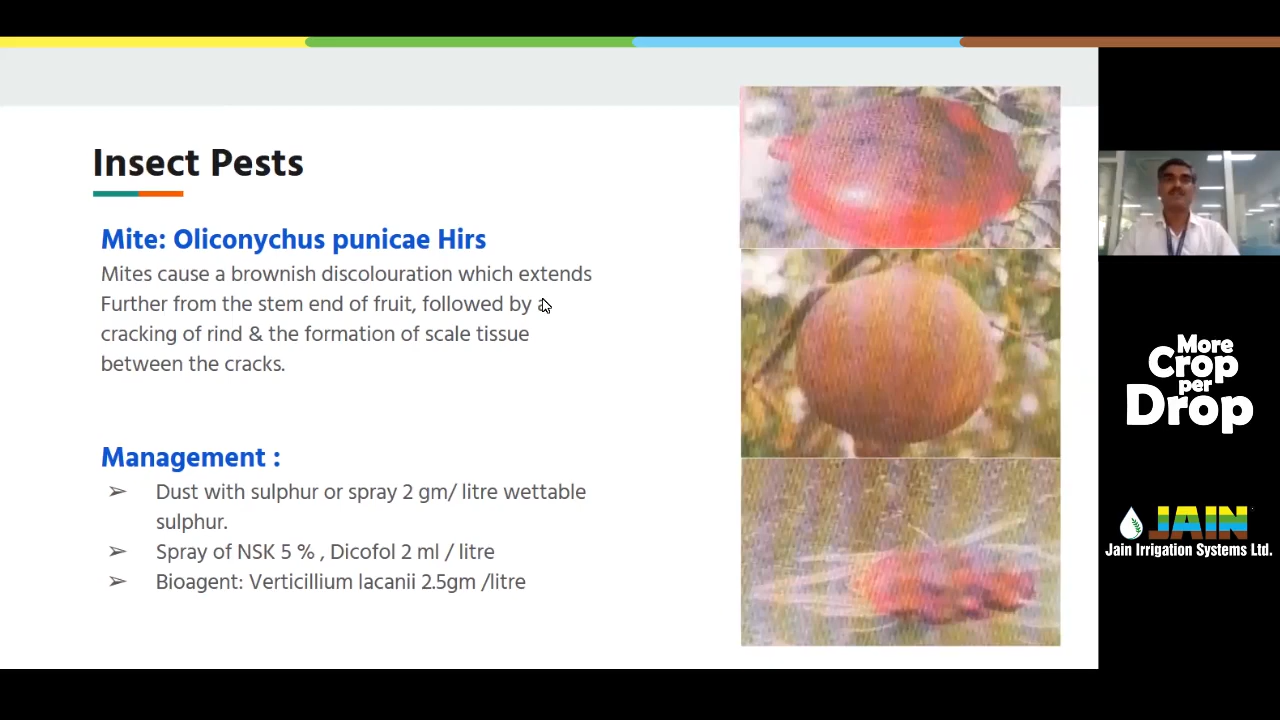 Insect Pests
Mite: Oliconychus punicae Hirs
Mites cause a brownish discolouration which extends
Further from the stem end of fruit, followed by a
cracking of rind & the formation of scale tissue
between the cracks.
Management :
➢ Dust with sulphur or spray 2 gm/ litre wettable
sulphur.
➢ Spray of NSK 5 % , Dicofol 2 ml / litre
➢ Bioagent: Verticillium lacanii 2.5gm /litre
More
Crop
per
Drop
JAIN
Jain Irrigation Systems Ltd.